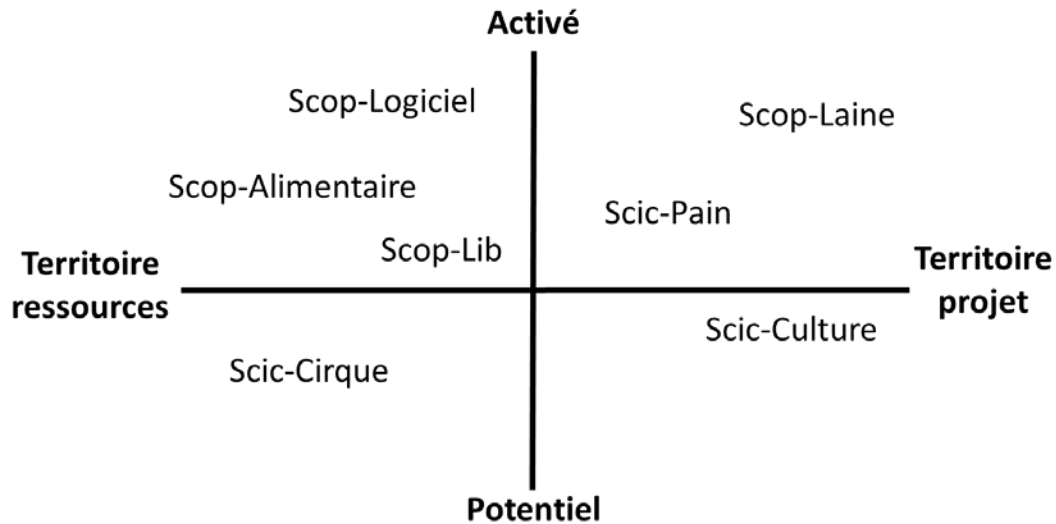 Activé
Scop-Logiciel
Scop-Laine
Scop-Alimentaire
Scic-Pain
Scop-Lib
Territoire
ressources
Territoire
projet
Scic-Culture
Scic-Cirque
Potentiel